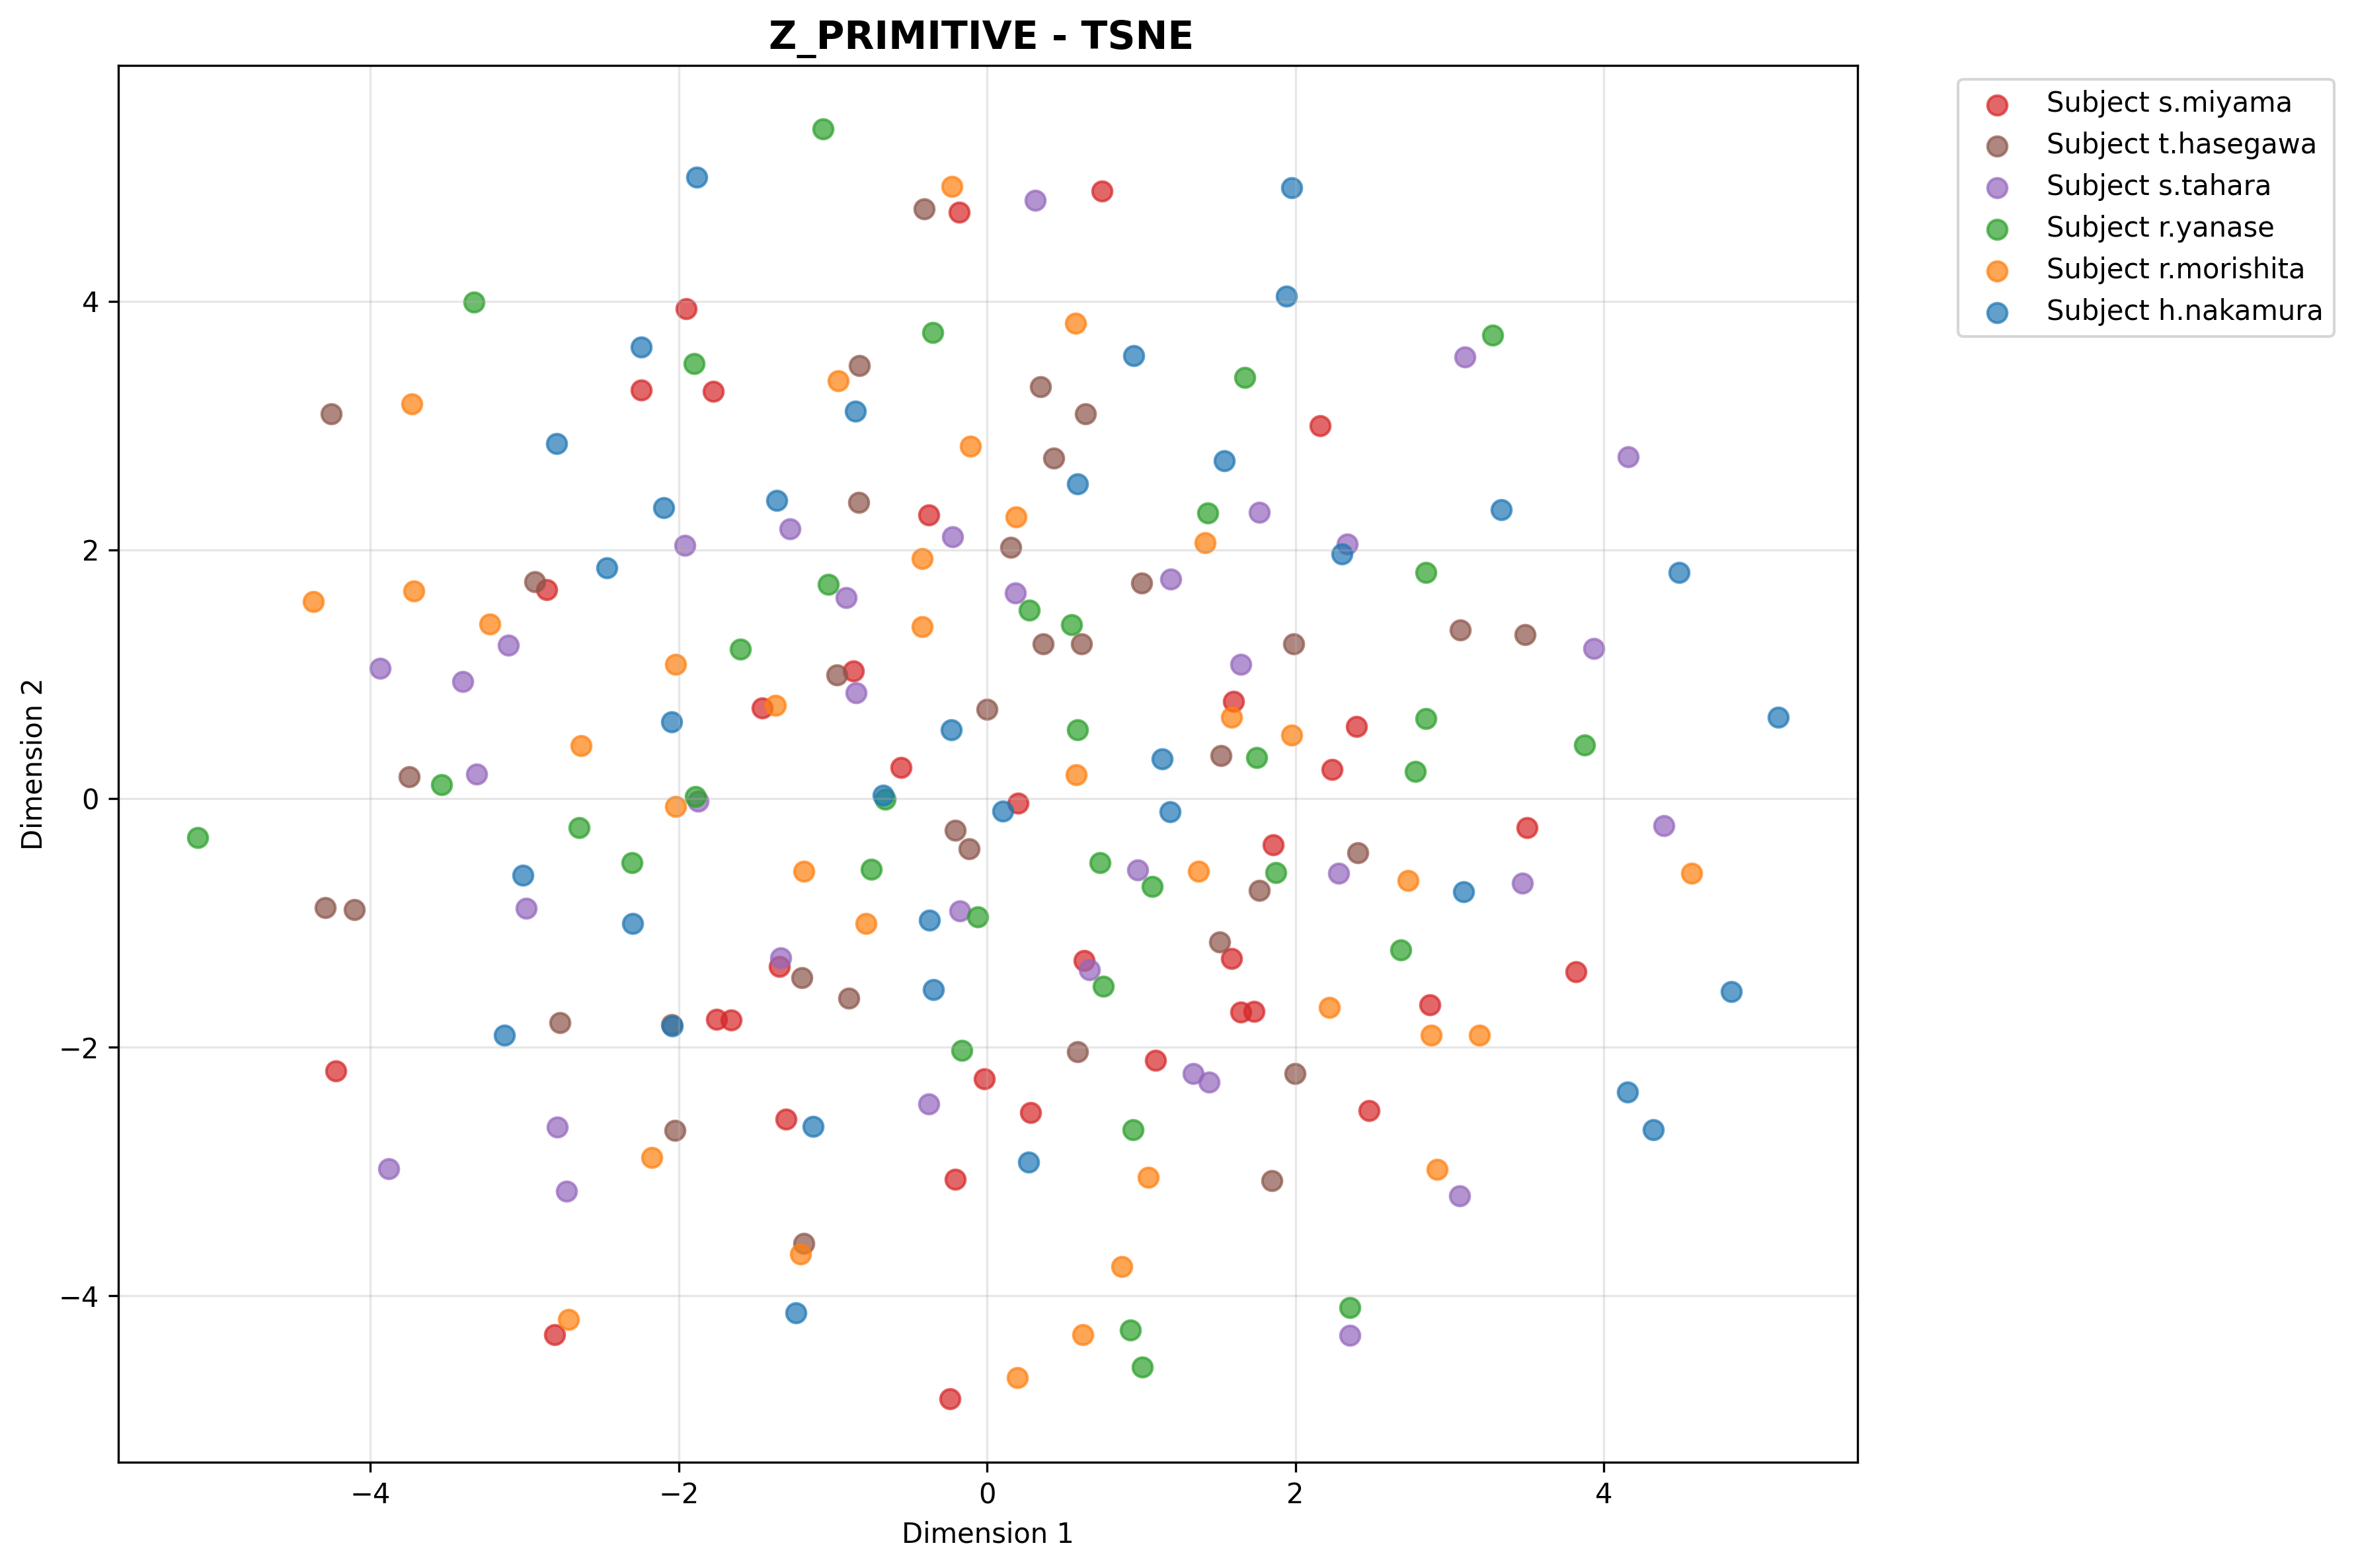 Z_PRIMITIVE - TSNE
Subject s.miyama
Subject t.hasegawa
Subject s.tahara
Subject r.yanase
Subject r.morishita
Subject h.nakamura
Dimension 2
4
2
0
−2
−4
−4
−2
0
2
4
Dimension 1